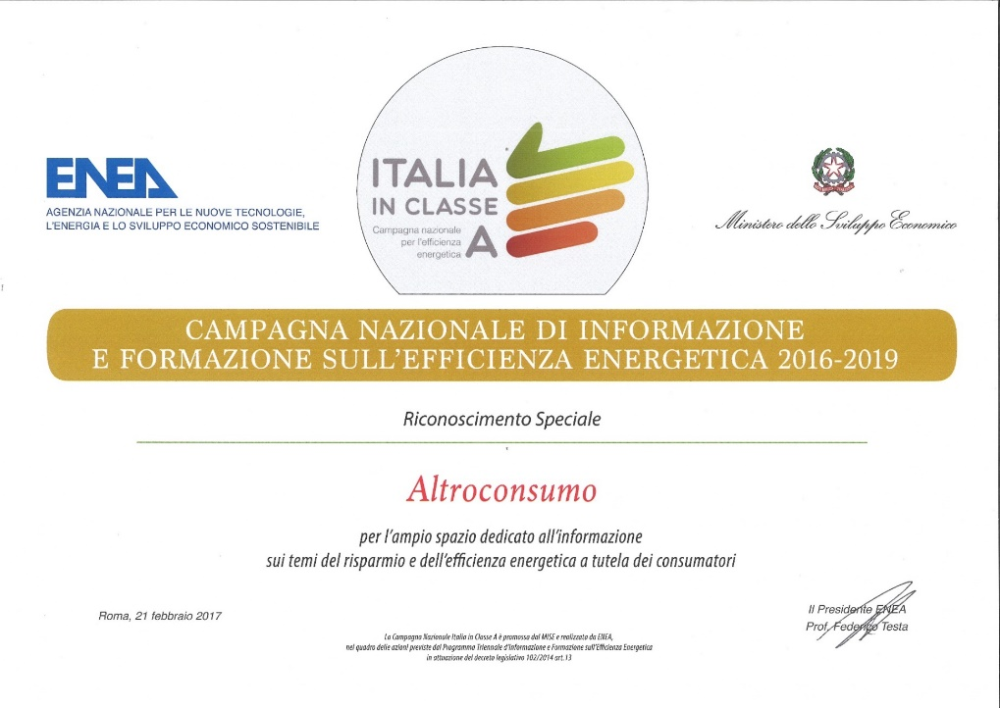 ENEA
AGENZIA NAZIONALE PER LE NUOVE TECNOLOGIE,
L'ENERGIA E LO SVILUPPO ECONOMICO SOSTENIBILE
ITALIA
IN CLASSE
A
Campagna nazionale
per l'efficienza
energetica
Ministero dello Sviluppo Economico
CAMPAGNA NAZIONALE DI INFORMAZIONE
E FORMAZIONE SULL'EFFICIENZA ENERGETICA 2016-2019
Riconoscimento Speciale
Altroconsumo
per l'ampio spazio dedicato all'informazione
sui temi del risparmio e dell'efficienza energetica a tutela dei consumatori
Roma, 21 febbraio 2017
Il Presidente ENEA
Prof. Federico Testa
La Campagna Nazionale Italia in Classe A è promossa dal MISE e realizzata da ENEA,
nel quadro delle azioni previste dal Programma Triennale d'Informazione e Formazione sull'Efficienza Energetica
in attuazione del decreto legislativo 102/2014 art.13